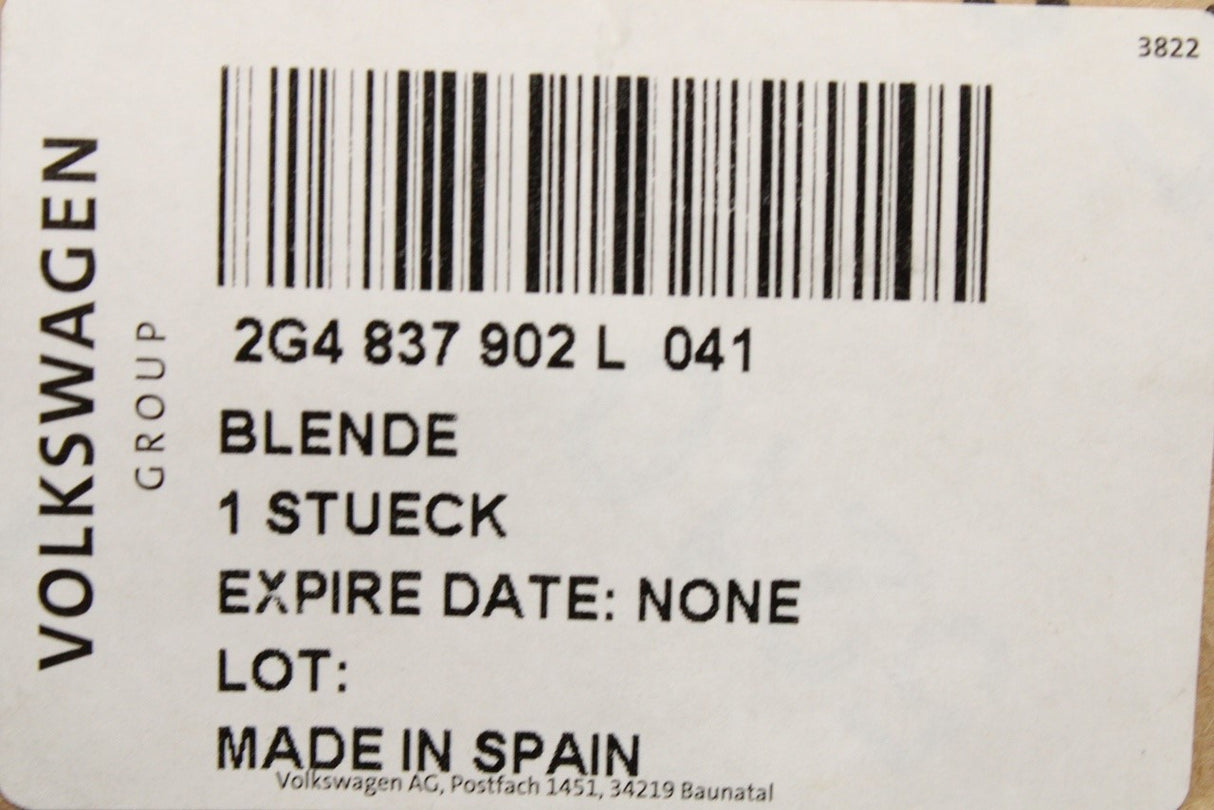 3822
VOLKSWAGEN
GROUP
2G4 837 902 L 041
BLENDE
1 STUECK
EXPIRE DATE: NONE
LOT:
MADE IN SPAIN
Volkswagen AG, Postfach 1451, 34219 Baunatal